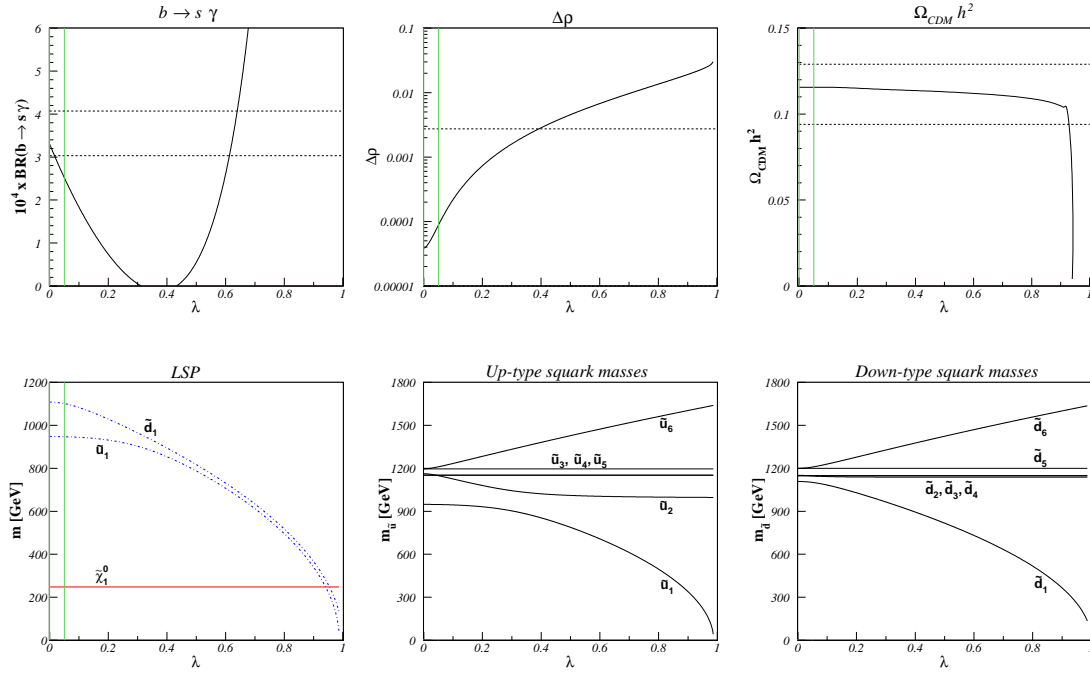 b → s γ
6
5
4
3
2
1
0
10⁴ x BR(b → s γ)
0 0.2 0.4 0.6 0.8 1
λ
Δρ
0.1
0.01
0.001
0.0001
0.00001
Δρ
0 0.2 0.4 0.6 0.8 1
λ
Ω_CDM h²
0.15
0.1
0.05
0
Ω_CDM h²
0 0.2 0.4 0.6 0.8 1
λ
LSP
1200
1000
800
600
400
200
0
m [GeV]
d̃₁
ũ₁
χ̃₁⁰
0 0.2 0.4 0.6 0.8 1
λ
Up-type squark masses
1800
1500
1200
900
600
300
0
m_ũ [GeV]
ũ₆
ũ₃, ũ₄, ũ₅
ũ₂
ũ₁
0 0.2 0.4 0.6 0.8 1
λ
Down-type squark masses
1800
1500
1200
900
600
300
0
m_d̃ [GeV]
d̃₆
d̃₅
d̃₂, d̃₃, d̃₄
d̃₁
0 0.2 0.4 0.6 0.8 1
λ